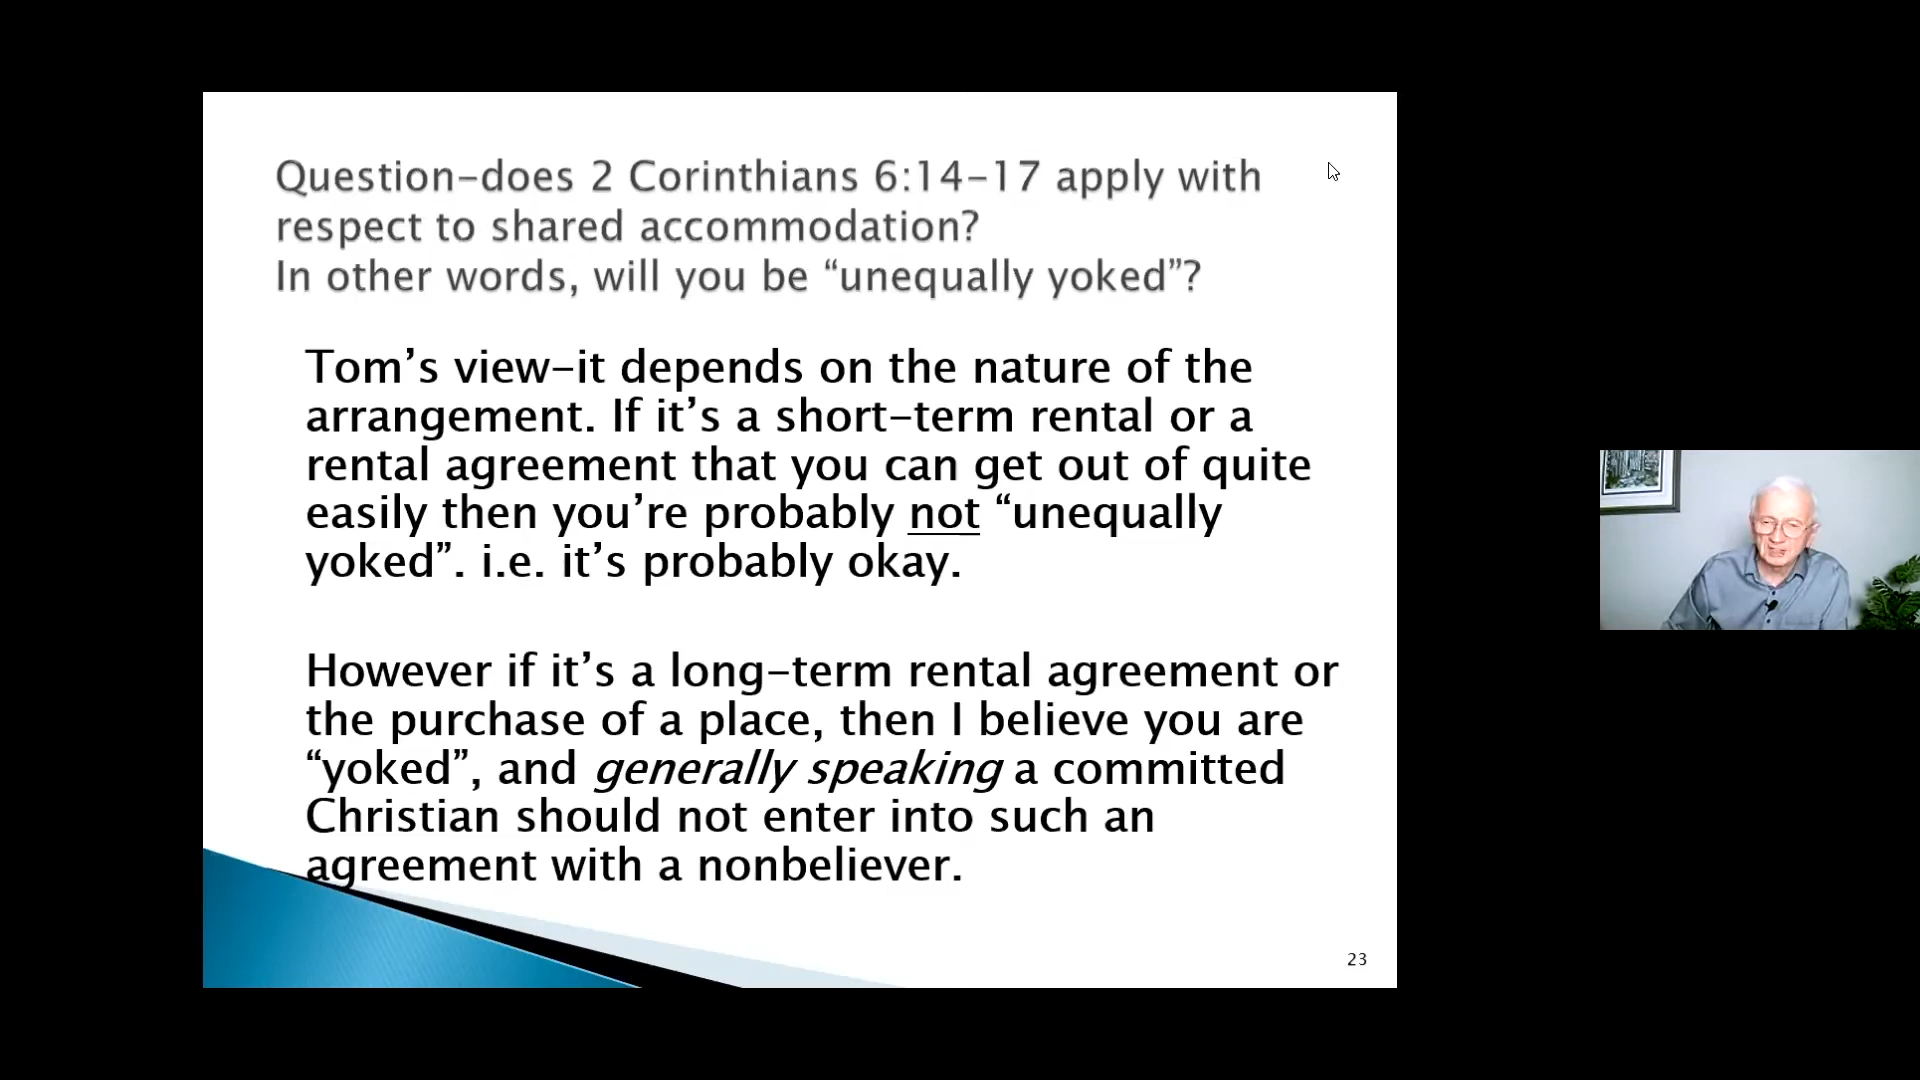 Question–does 2 Corinthians 6:14–17 apply with
respect to shared accommodation?
In other words, will you be “unequally yoked”?
Tom’s view–it depends on the nature of the
arrangement. If it’s a short–term rental or a
rental agreement that you can get out of quite
easily then you’re probably not “unequally
yoked”. i.e. it’s probably okay.
However if it’s a long–term rental agreement or
the purchase of a place, then I believe you are
“yoked”, and generally speaking a committed
Christian should not enter into such an
agreement with a nonbeliever.
23